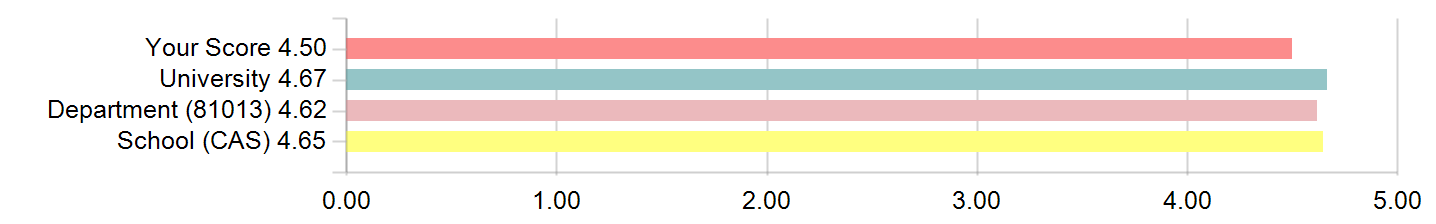 Your Score 4.50
University 4.67
Department (81013) 4.62
School (CAS) 4.65
0.00 1.00 2.00 3.00 4.00 5.00